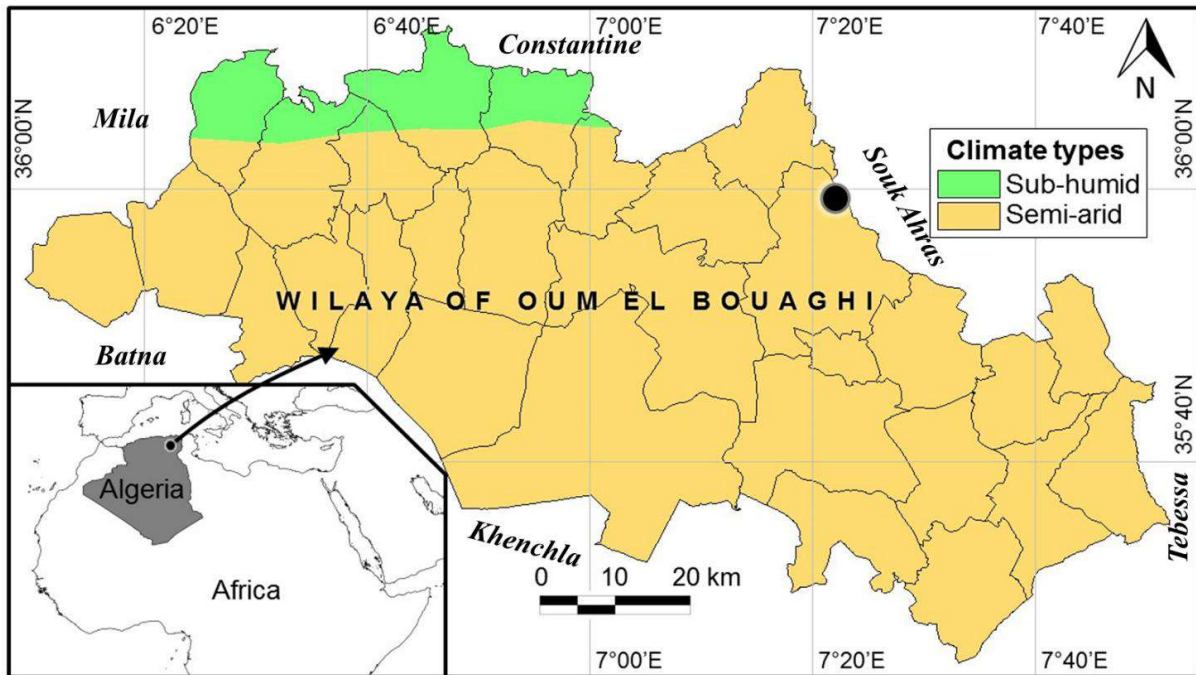 6°20’E 6°40’E 7°00’E 7°20’E 7°40’E
Constantine
N
Mila
36°00’N
36°00’N
Climate types
Sub-humid
Semi-arid
Souk Ahras
WILAYA OF OUM EL BOUAGHI
Batna
35°40’N
Algeria
Africa
Khenchla
Tebessa
0 10 20 km
7°00’E 7°20’E 7°40’E